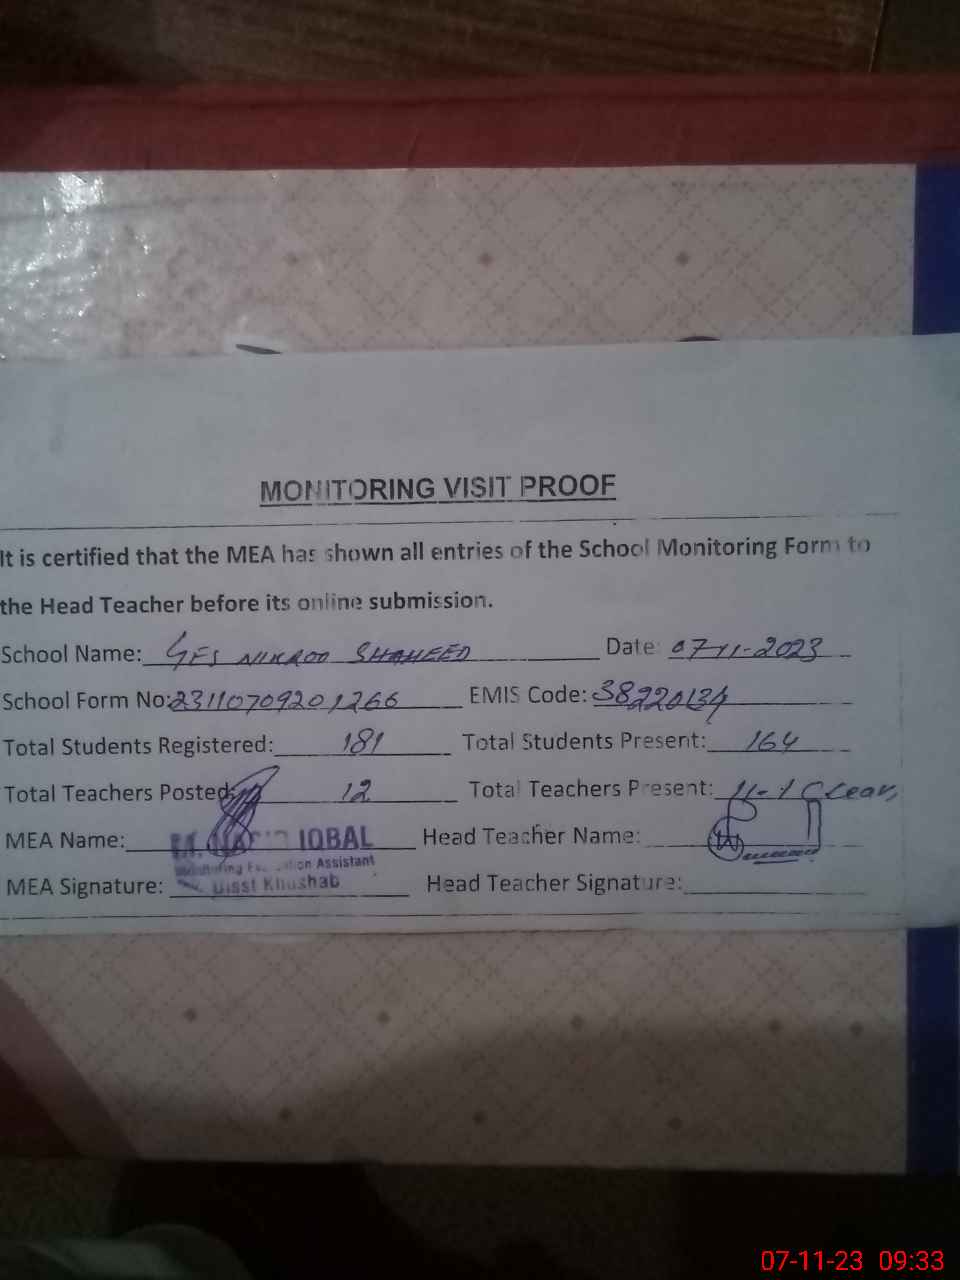 MONITORING VISIT PROOF
It is certified that the MEA has shown all entries of the School Monitoring Form to
the Head Teacher before its online submission.
School Name: GES NIKROO SHAHEED Date: 07-11-2023
School Form No: 23110709201266 EMIS Code: 38220134
Total Students Registered: 181 Total Students Present: 164
Total Teachers Posted: 12 Total Teachers Present: 11-1 C Leave
MEA Name: M. IQBAL Head Teacher Name:
Monitoring Assistant
MEA Signature: Disst Khushab Head Teacher Signature:
07-11-23 09:33